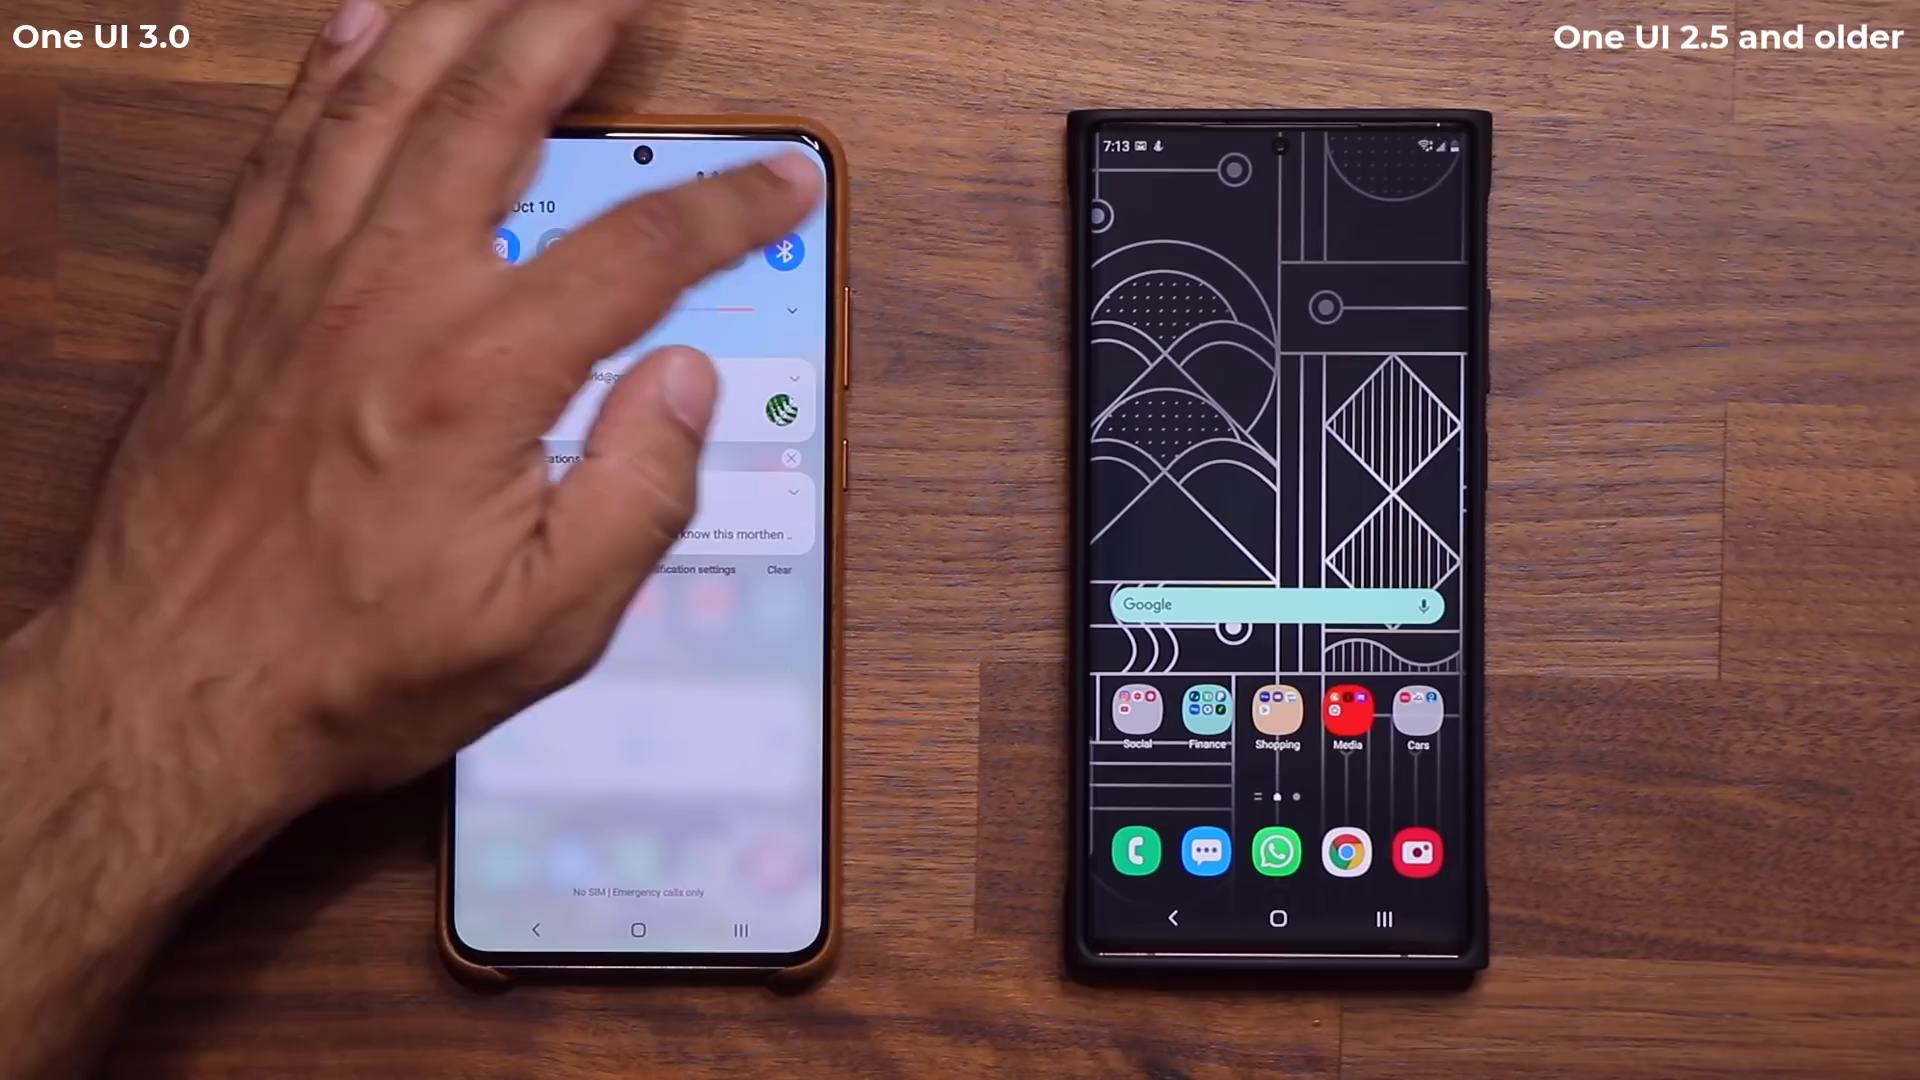 One UI 3.0
One UI 2.5 and older
Oct 10
know this morthen ..
Clear
No SIM | Emergency calls only
7:13
Google
Social
Finance
Shopping
Media
Cars